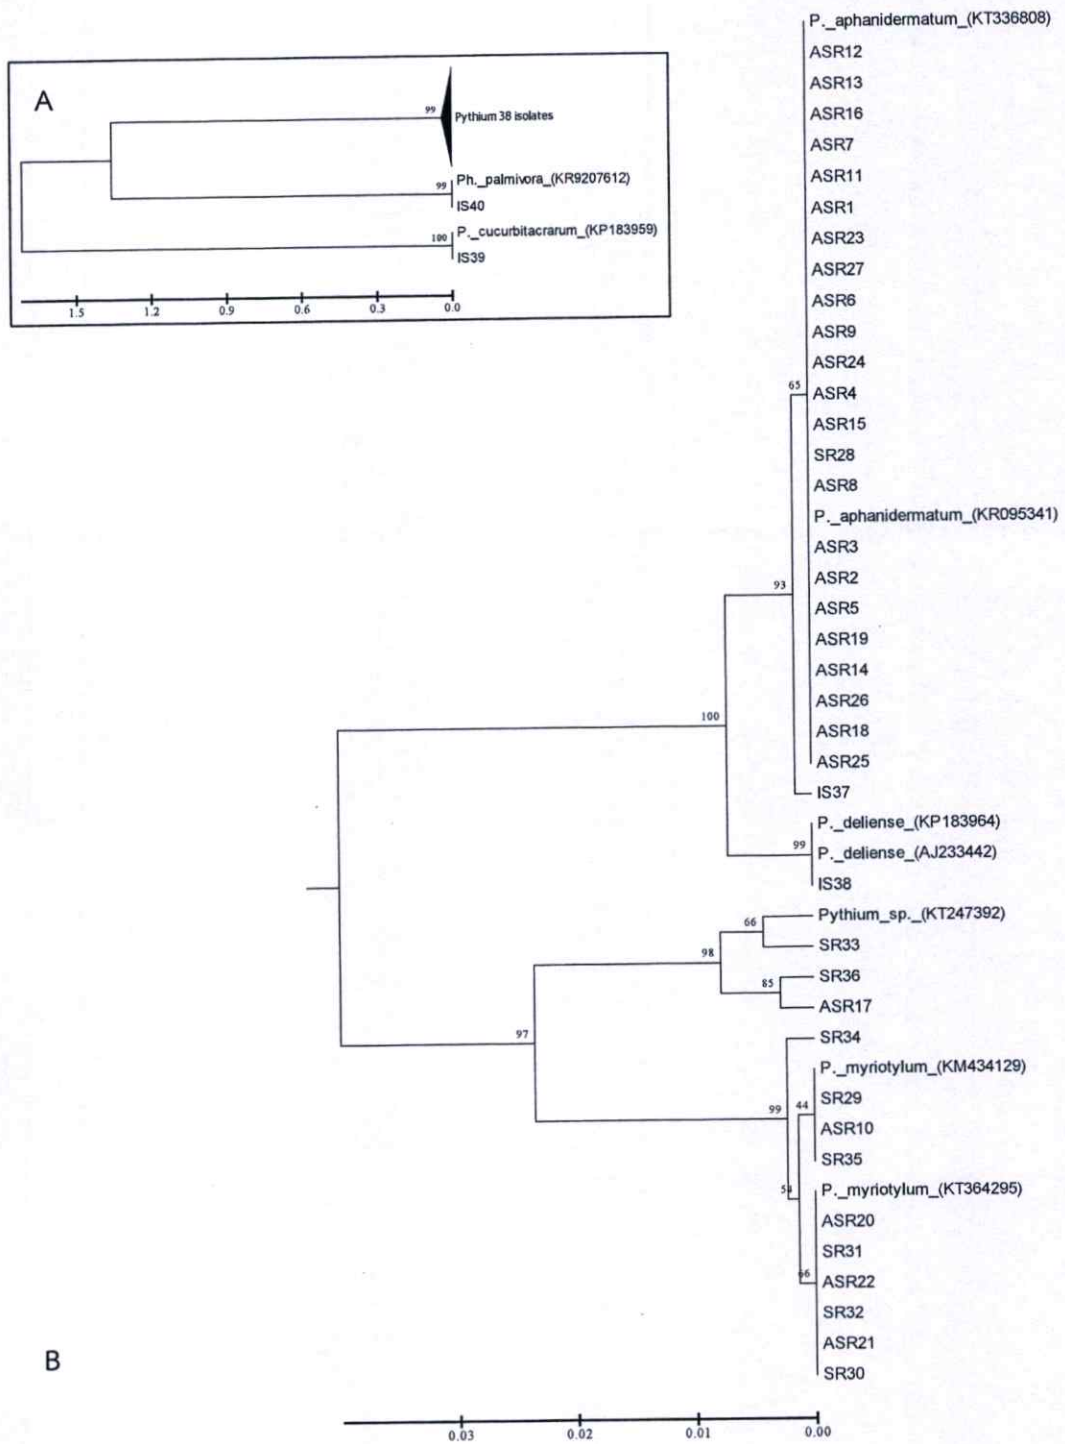 A
99
Pythium 38 isolates
99
Ph._palmivora_(KR9207612)
IS40
100
P._cucurbitacrarum_(KP183959)
IS39
1.5 1.2 0.9 0.6 0.3 0.0
P._aphanidermatum_(KT336808)
ASR12
ASR13
ASR16
ASR7
ASR11
ASR1
ASR23
ASR27
ASR6
ASR9
ASR24
65
ASR4
ASR15
SR28
ASR8
P._aphanidermatum_(KR095341)
ASR3
ASR2
93
ASR5
ASR19
ASR14
ASR26
100
ASR18
ASR25
IS37
P._deliense_(KP183964)
99
P._deliense_(AJ233442)
IS38
Pythium_sp._(KT247392)
66
SR33
98
SR36
85
ASR17
97
SR34
P._myriotylum_(KM434129)
SR29
99
44
ASR10
SR35
54
P._myriotylum_(KT364295)
ASR20
SR31
66
ASR22
SR32
ASR21
SR30
B
0.03 0.02 0.01 0.00